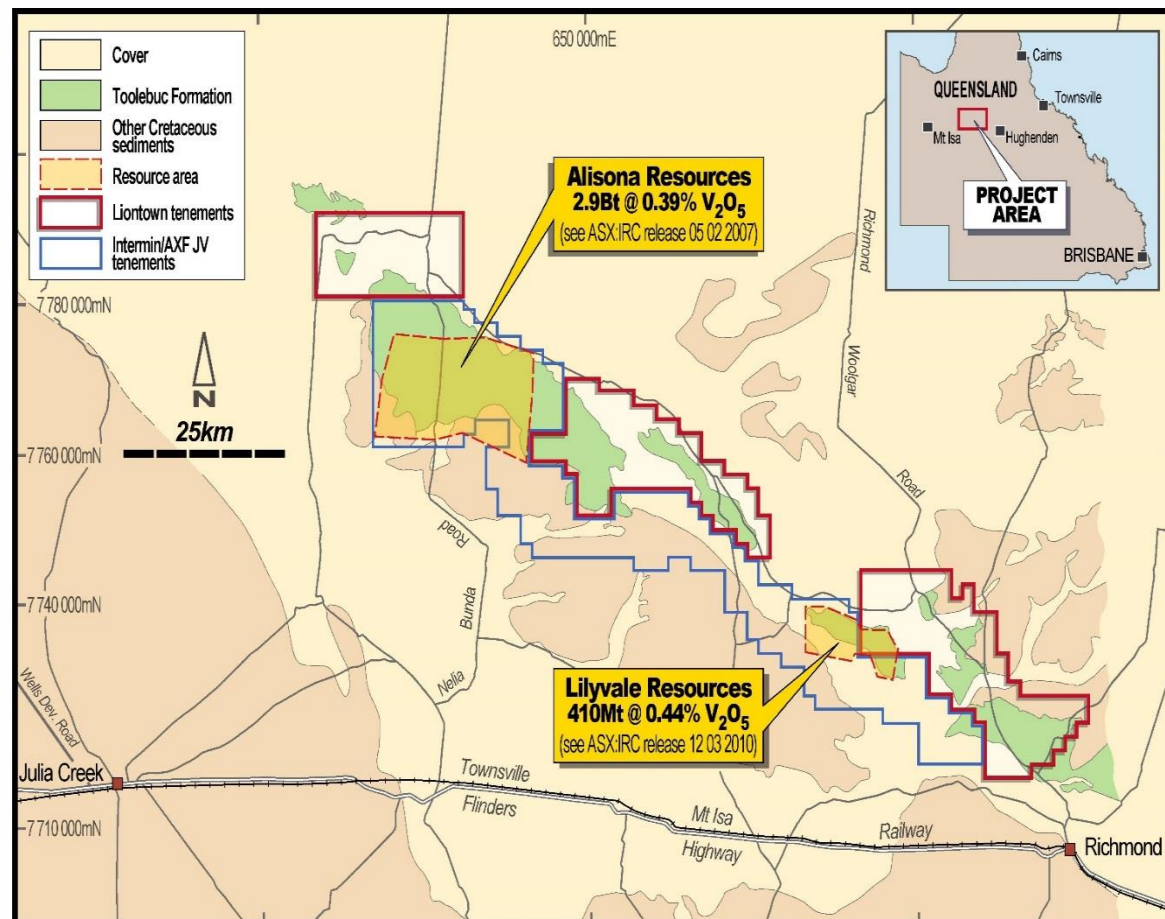 650 000mE
Cover
Toolebuc Formation
Other Cretaceous
sediments
Resource area
Liontown tenements
Intermin/AXF JV
tenements
Cairns
QUEENSLAND
Townsville
Mt Isa
Hughenden
PROJECT
AREA
BRISBANE
Alisona Resources
2.9Bt @ 0.39% V₂O₅
(see ASX:IRC release 05 02 2007)
Richmond
Woolgar
Road
7 780 000mN
N
25km
7 760 000mN
Road
Bunda
Nelia
7 740 000mN
Lilyvale Resources
410Mt @ 0.44% V₂O₅
(see ASX:IRC release 12 03 2010)
Wells Dev. Road
Julia Creek
Townsville
Flinders
Mt Isa
Highway
Railway
Richmond
7 710 000mN